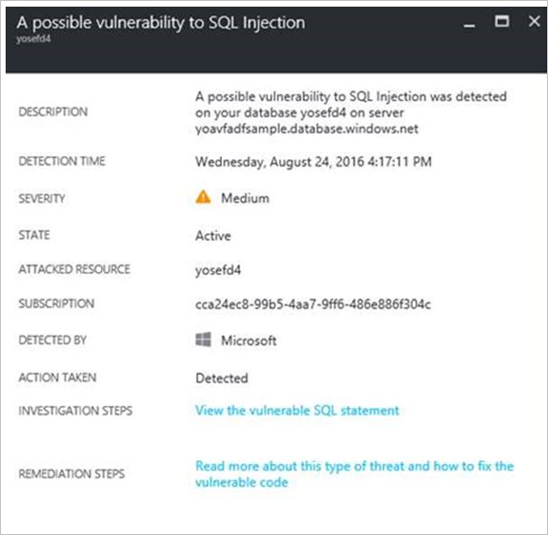 A possible vulnerability to SQL Injection
yosefd4
DESCRIPTION
A possible vulnerability to SQL Injection was detected
on your database yosefd4 on server
yoavfadfsample.database.windows.net
DETECTION TIME
Wednesday, August 24, 2016 4:17:11 PM
SEVERITY
Medium
STATE
Active
ATTACKED RESOURCE
yosefd4
SUBSCRIPTION
cca24ec8-99b5-4aa7-9ff6-486e886f304c
DETECTED BY
Microsoft
ACTION TAKEN
Detected
INVESTIGATION STEPS
View the vulnerable SQL statement
REMEDIATION STEPS
Read more about this type of threat and how to fix the
vulnerable code